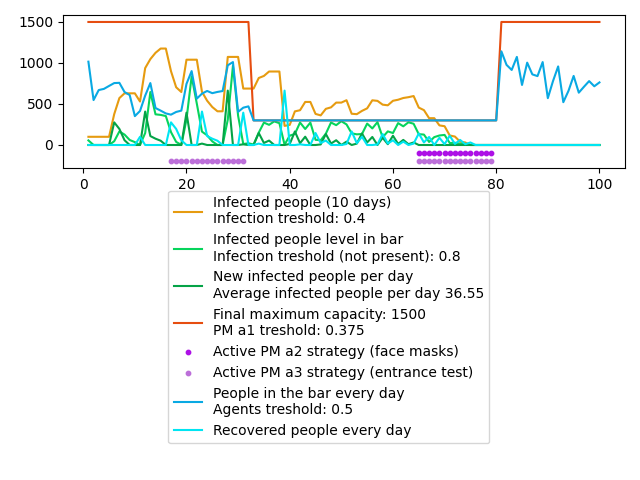 1500
1000
500
0
0 20 40 60 80 100
Infected people (10 days)
Infection treshold: 0.4
Infected people level in bar
Infection treshold (not present): 0.8
New infected people per day
Average infected people per day 36.55
Final maximum capacity: 1500
PM a1 treshold: 0.375
Active PM a2 strategy (face masks)
Active PM a3 strategy (entrance test)
People in the bar every day
Agents treshold: 0.5
Recovered people every day